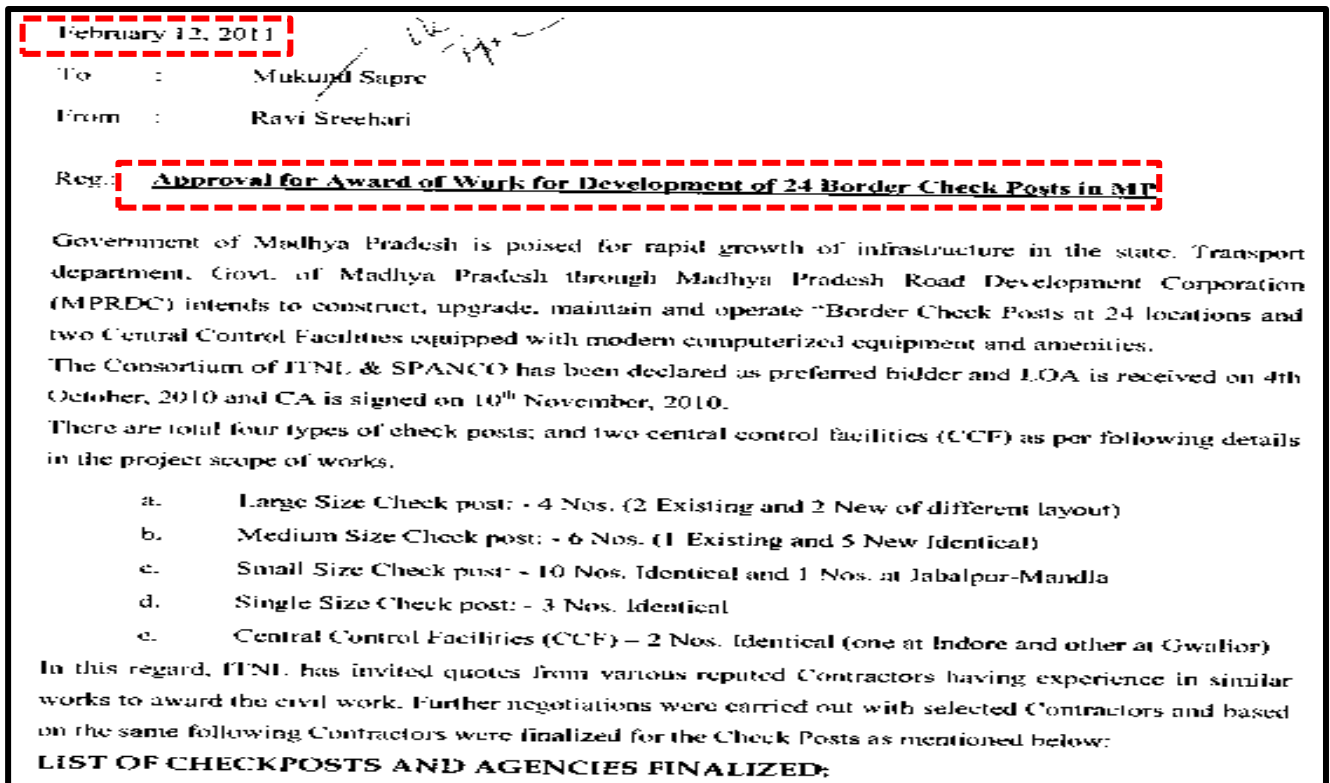 February 12, 2011
To : Mukund Sapre
From : Ravi Sreehari
Reg.: Approval for Award of Work for Development of 24 Border Check Posts in MP
Government of Madhya Pradesh is poised for rapid growth of infrastructure in the state. Transport
department, Govt. of Madhya Pradesh through Madhya Pradesh Road Development Corporation
(MPRDC) intends to construct, upgrade, maintain and operate "Border Check Posts at 24 locations and
two Central Control Facilities equipped with modern computerized equipment and amenities.
The Consortium of ITNL & SPANCO has been declared as preferred bidder and LOA is received on 4th
October, 2010 and CA is signed on 10th November, 2010.
There are total four types of check posts; and two central control facilities (CCF) as per following details
in the project scope of works.
a. Large Size Check post: - 4 Nos. (2 Existing and 2 New of different layout)
b. Medium Size Check post: - 6 Nos. (1 Existing and 5 New Identical)
c. Small Size Check post: - 10 Nos. Identical and 1 Nos. at Jabalpur-Mandla
d. Single Size Check post: - 3 Nos. Identical
e. Central Control Facilities (CCF) – 2 Nos. Identical (one at Indore and other at Gwalior)
In this regard, ITNL has invited quotes from various reputed Contractors having experience in similar
works to award the civil work. Further negotiations were carried out with selected Contractors and based
on the same following Contractors were finalized for the Check Posts as mentioned below:
LIST OF CHECKPOSTS AND AGENCIES FINALIZED: